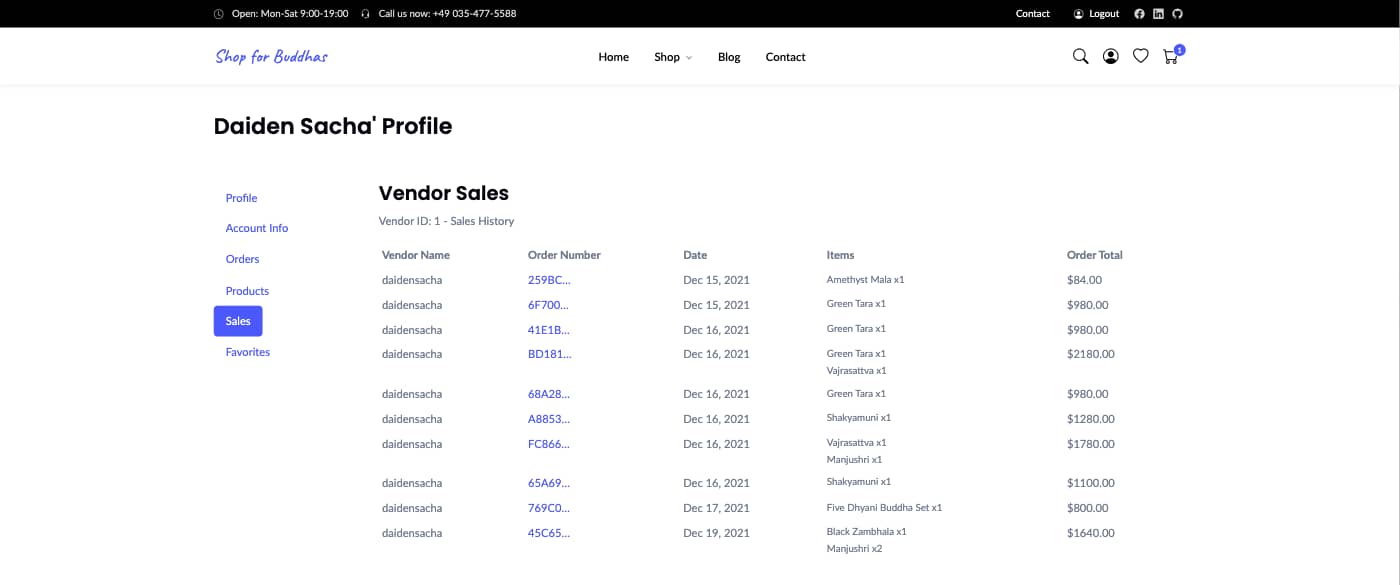 Open: Mon-Sat 9:00-19:00 Call us now: +49 035-477-5588 Contact Logout
Shop for Buddhas Home Shop Blog Contact 1
Daiden Sacha' Profile
Profile
Account Info
Orders
Products
Sales
Favorites
Vendor Sales
Vendor ID: 1 - Sales History
Vendor Name Order Number Date Items Order Total
daidensacha 259BC... Dec 15, 2021 Amethyst Mala x1 $84.00
daidensacha 6F700... Dec 15, 2021 Green Tara x1 $980.00
daidensacha 41E1B... Dec 16, 2021 Green Tara x1 $980.00
daidensacha BD181... Dec 16, 2021 Green Tara x1 $2180.00
Vajrasattva x1
daidensacha 68A28... Dec 16, 2021 Green Tara x1 $980.00
daidensacha A8853... Dec 16, 2021 Shakyamuni x1 $1280.00
daidensacha FC866... Dec 16, 2021 Vajrasattva x1 $1780.00
Manjushri x1
daidensacha 65A69... Dec 16, 2021 Shakyamuni x1 $1100.00
daidensacha 769C0... Dec 17, 2021 Five Dhyani Buddha Set x1 $800.00
daidensacha 45C65... Dec 19, 2021 Black Zambhala x1 $1640.00
Manjushri x2